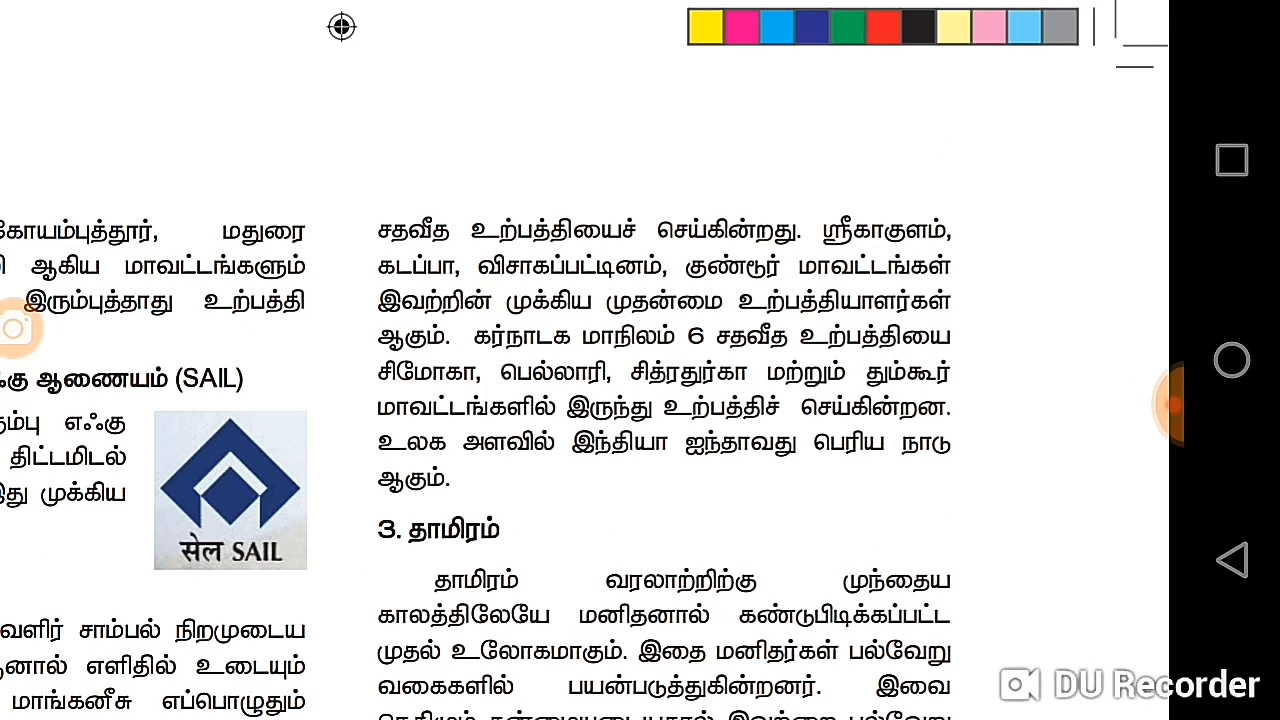 கோயம்புத்தூர், மதுரை
ஆகிய மாவட்டங்களும்
இரும்புத்தாது உற்பத்தி
ஆணையம் (SAIL)
எஃகு
திட்டமிடல்
இது முக்கிய
सेल SAIL
வெளிர் சாம்பல் நிறமுடைய
ஆனால் எளிதில் உடையும்
மாங்கனீசு எப்பொழுதும்
சதவீத உற்பத்தியைச் செய்கின்றது. ஸ்ரீகாகுளம்,
கடப்பா, விசாகப்பட்டினம், குண்டூர் மாவட்டங்கள்
இவற்றின் முக்கிய முதன்மை உற்பத்தியாளர்கள்
ஆகும். கர்நாடக மாநிலம் 6 சதவீத உற்பத்தியை
சிமோகா, பெல்லாரி, சித்ரதுர்கா மற்றும் தும்கூர்
மாவட்டங்களில் இருந்து உற்பத்திச் செய்கின்றன.
உலக அளவில் இந்தியா ஐந்தாவது பெரிய நாடு
ஆகும்.
3. தாமிரம்
தாமிரம் வரலாற்றிற்கு முந்தைய
காலத்திலேயே மனிதனால் கண்டுபிடிக்கப்பட்ட
முதல் உலோகமாகும். இதை மனிதர்கள் பல்வேறு
வகைகளில் பயன்படுத்துகின்றனர். இவை
DU Recorder